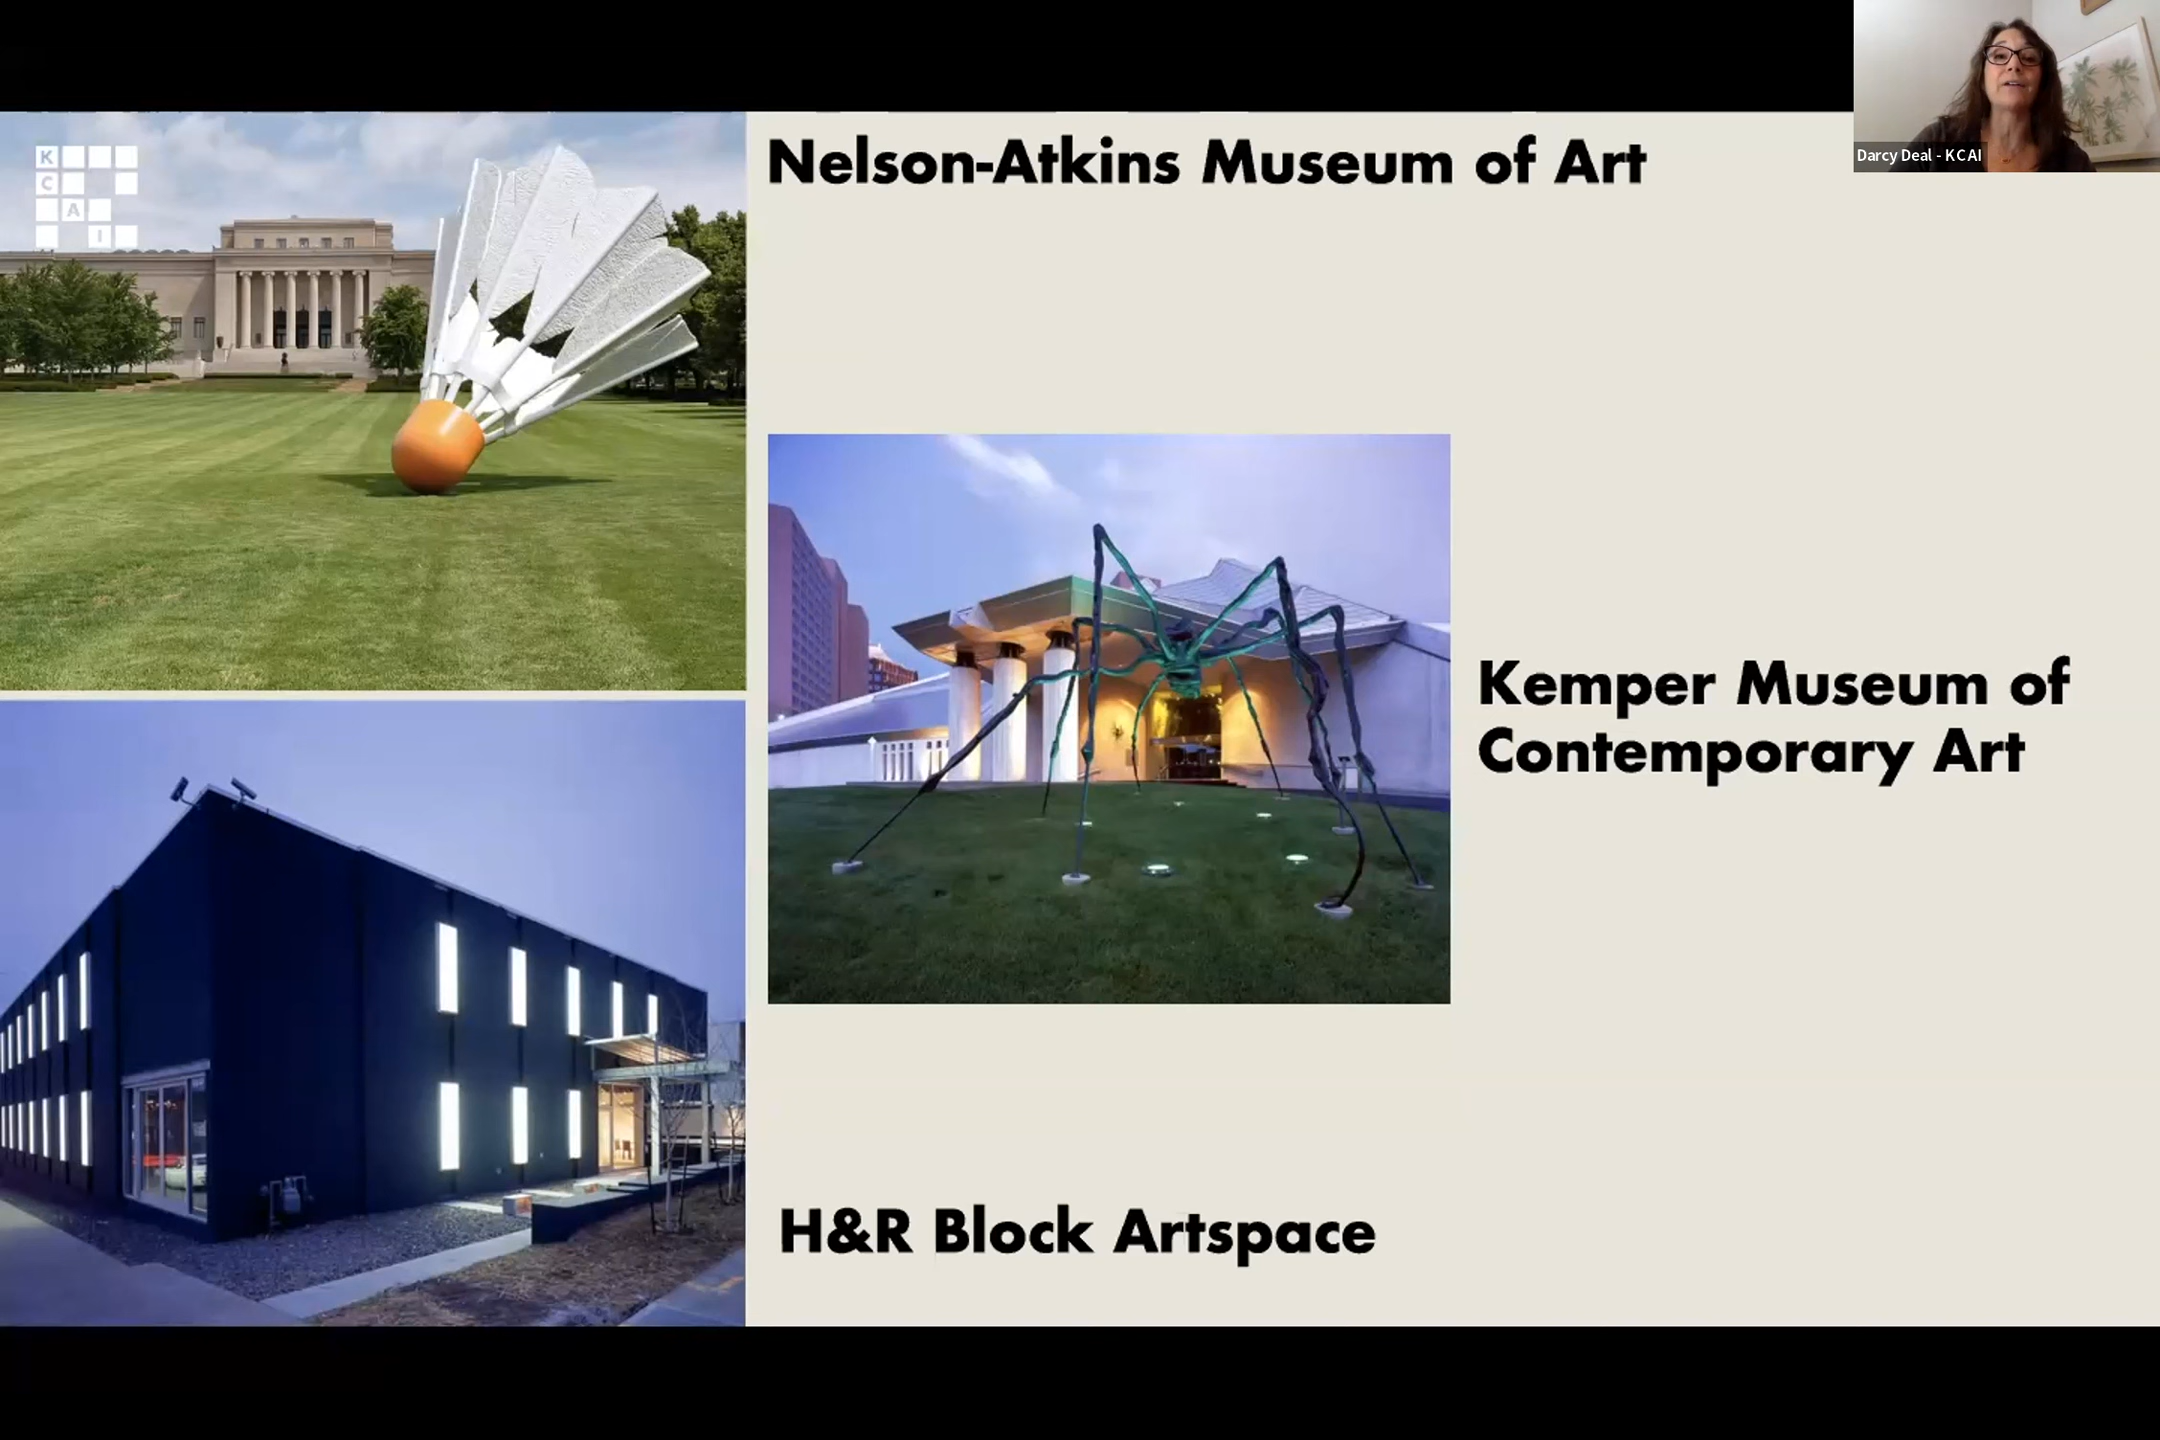 K
C
A
I
Nelson-Atkins Museum of Art
Darcy Deal - KCAI
Kemper Museum of
Contemporary Art
H&R Block Artspace